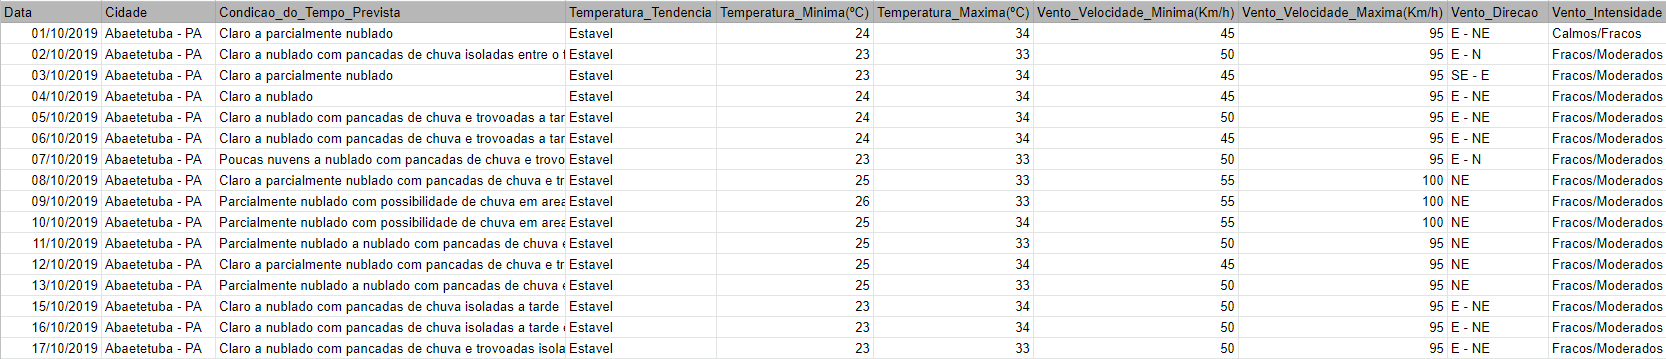 Data Cidade Condicao_do_Tempo_Prevista Temperatura_Tendencia Temperatura_Minima(ºC) Temperatura_Maxima(ºC) Vento_Velocidade_Minima(Km/h) Vento_Velocidade_Maxima(Km/h) Vento_Direcao Vento_Intensidade
01/10/2019 Abaetetuba - PA Claro a parcialmente nublado Estavel 24 34 45 95 E - NE Calmos/Fracos
02/10/2019 Abaetetuba - PA Claro a nublado com pancadas de chuva isoladas entre o Estavel 23 33 50 95 E - N Fracos/Moderados
03/10/2019 Abaetetuba - PA Claro a parcialmente nublado Estavel 23 34 45 95 SE - E Fracos/Moderados
04/10/2019 Abaetetuba - PA Claro a nublado Estavel 24 34 45 95 E - NE Fracos/Moderados
05/10/2019 Abaetetuba - PA Claro a nublado com pancadas de chuva e trovoadas a tar Estavel 24 34 50 95 E - NE Fracos/Moderados
06/10/2019 Abaetetuba - PA Claro a nublado com pancadas de chuva e trovoadas a tar Estavel 24 34 45 95 E - NE Fracos/Moderados
07/10/2019 Abaetetuba - PA Poucas nuvens a nublado com pancadas de chuva e trovo Estavel 23 33 50 95 E - N Fracos/Moderados
08/10/2019 Abaetetuba - PA Claro a parcialmente nublado com pancadas de chuva e tr Estavel 25 33 55 100 NE Fracos/Moderados
09/10/2019 Abaetetuba - PA Parcialmente nublado com possibilidade de chuva em area Estavel 26 33 55 100 NE Fracos/Moderados
10/10/2019 Abaetetuba - PA Parcialmente nublado com possibilidade de chuva em area Estavel 25 34 55 100 NE Fracos/Moderados
11/10/2019 Abaetetuba - PA Parcialmente nublado a nublado com pancadas de chuva e Estavel 25 33 50 95 NE Fracos/Moderados
12/10/2019 Abaetetuba - PA Claro a parcialmente nublado com pancadas de chuva e tr Estavel 25 34 45 95 NE Fracos/Moderados
13/10/2019 Abaetetuba - PA Parcialmente nublado a nublado com pancadas de chuva e Estavel 25 33 50 95 NE Fracos/Moderados
15/10/2019 Abaetetuba - PA Claro a nublado com pancadas de chuva isoladas a tarde Estavel 23 34 50 95 E - NE Fracos/Moderados
16/10/2019 Abaetetuba - PA Claro a nublado com pancadas de chuva isoladas a tarde Estavel 23 34 50 95 E - NE Fracos/Moderados
17/10/2019 Abaetetuba - PA Claro a nublado com pancadas de chuva e trovoadas isola Estavel 23 33 50 95 E - NE Fracos/Moderados